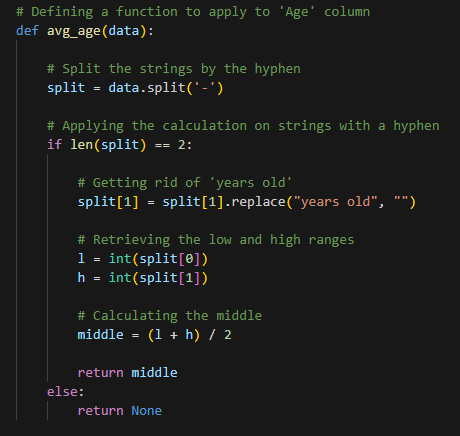 # Defining a function to apply to 'Age' column
def avg_age(data):
# Split the strings by the hyphen
split = data.split('-')
# Applying the calculation on strings with a hyphen
if len(split) == 2:
# Getting rid of 'years old'
split[1] = split[1].replace("years old", "")
# Retrieving the low and high ranges
l = int(split[0])
h = int(split[1])
# Calculating the middle
middle = (l + h) / 2
return middle
else:
return None